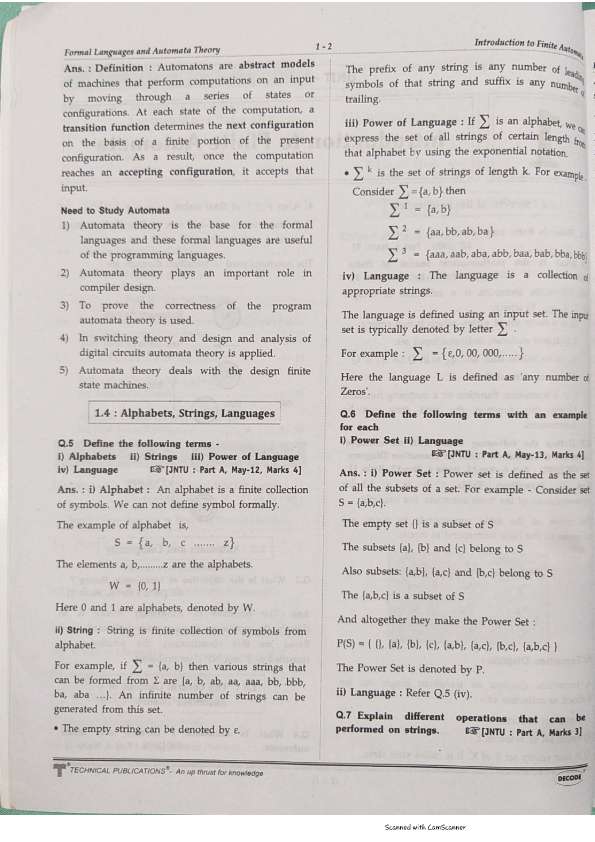 Formal Languages and Automata Theory
1 - 2
Introduction to Finite Automata
Ans. : Definition : Automatons are abstract models
of machines that perform computations on an input
by moving through a series of states or
configurations. At each state of the computation, a
transition function determines the next configuration
on the basis of a finite portion of the present
configuration. As a result, once the computation
reaches an accepting configuration, it accepts that
input.
Need to Study Automata
1) Automata theory is the base for the formal
languages and these formal languages are useful
of the programming languages.
2) Automata theory plays an important role in
compiler design.
3) To prove the correctness of the program
automata theory is used.
4) In switching theory and design and analysis of
digital circuits automata theory is applied.
5) Automata theory deals with the design finite
state machines.
1.4 : Alphabets, Strings, Languages
Q.5 Define the following terms -
i) Alphabets ii) Strings iii) Power of Language
iv) Language ☞[JNTU : Part A, May-12, Marks 4]
Ans. : i) Alphabet : An alphabet is a finite collection
of symbols. We can not define symbol formally.
The example of alphabet is,
S = {a, b, c ....... z}
The elements a, b,.........z are the alphabets.
W = {0, 1}
Here 0 and 1 are alphabets, denoted by W.
ii) String : String is finite collection of symbols from
alphabet.
For example, if ∑ = {a, b} then various strings that
can be formed from Σ are {a, b, ab, aa, aaa, bb, bbb,
ba, aba ...}. An infinite number of strings can be
generated from this set.
• The empty string can be denoted by ε.
The prefix of any string is any number of leading
symbols of that string and suffix is any number of
trailing.
iii) Power of Language : If ∑ is an alphabet, we can
express the set of all strings of certain length from
that alphabet by using the exponential notation.
• ∑ k is the set of strings of length k. For example
Consider ∑ = {a, b} then
∑ 1 = {a, b}
∑ 2 = {aa, bb, ab, ba}
∑ 3 = {aaa, aab, aba, abb, baa, bab, bba, bbb}
iv) Language : The language is a collection of
appropriate strings.
The language is defined using an input set. The input
set is typically denoted by letter ∑ .
For example : ∑ = {ε,0, 00, 000,.....}
Here the language L is defined as 'any number of
Zeros'.
Q.6 Define the following terms with an example
for each
i) Power Set ii) Language
☞[JNTU : Part A, May-13, Marks 4]
Ans. : i) Power Set : Power set is defined as the set
of all the subsets of a set. For example - Consider set
S = {a,b,c}.
The empty set {} is a subset of S
The subsets {a}, {b} and {c} belong to S
Also subsets: {a,b}, {a,c} and {b,c} belong to S
The {a,b,c} is a subset of S
And altogether they make the Power Set :
P(S) = { {}, {a}, {b}, {c}, {a,b}, {a,c}, {b,c}, {a,b,c} }
The Power Set is denoted by P.
ii) Language : Refer Q.5 (iv).
Q.7 Explain different operations that can be
performed on strings. ☞[JNTU : Part A, Marks 3]
TECHNICAL PUBLICATIONS® - An up thrust for knowledge
DECODE
Scanned with CamScanner